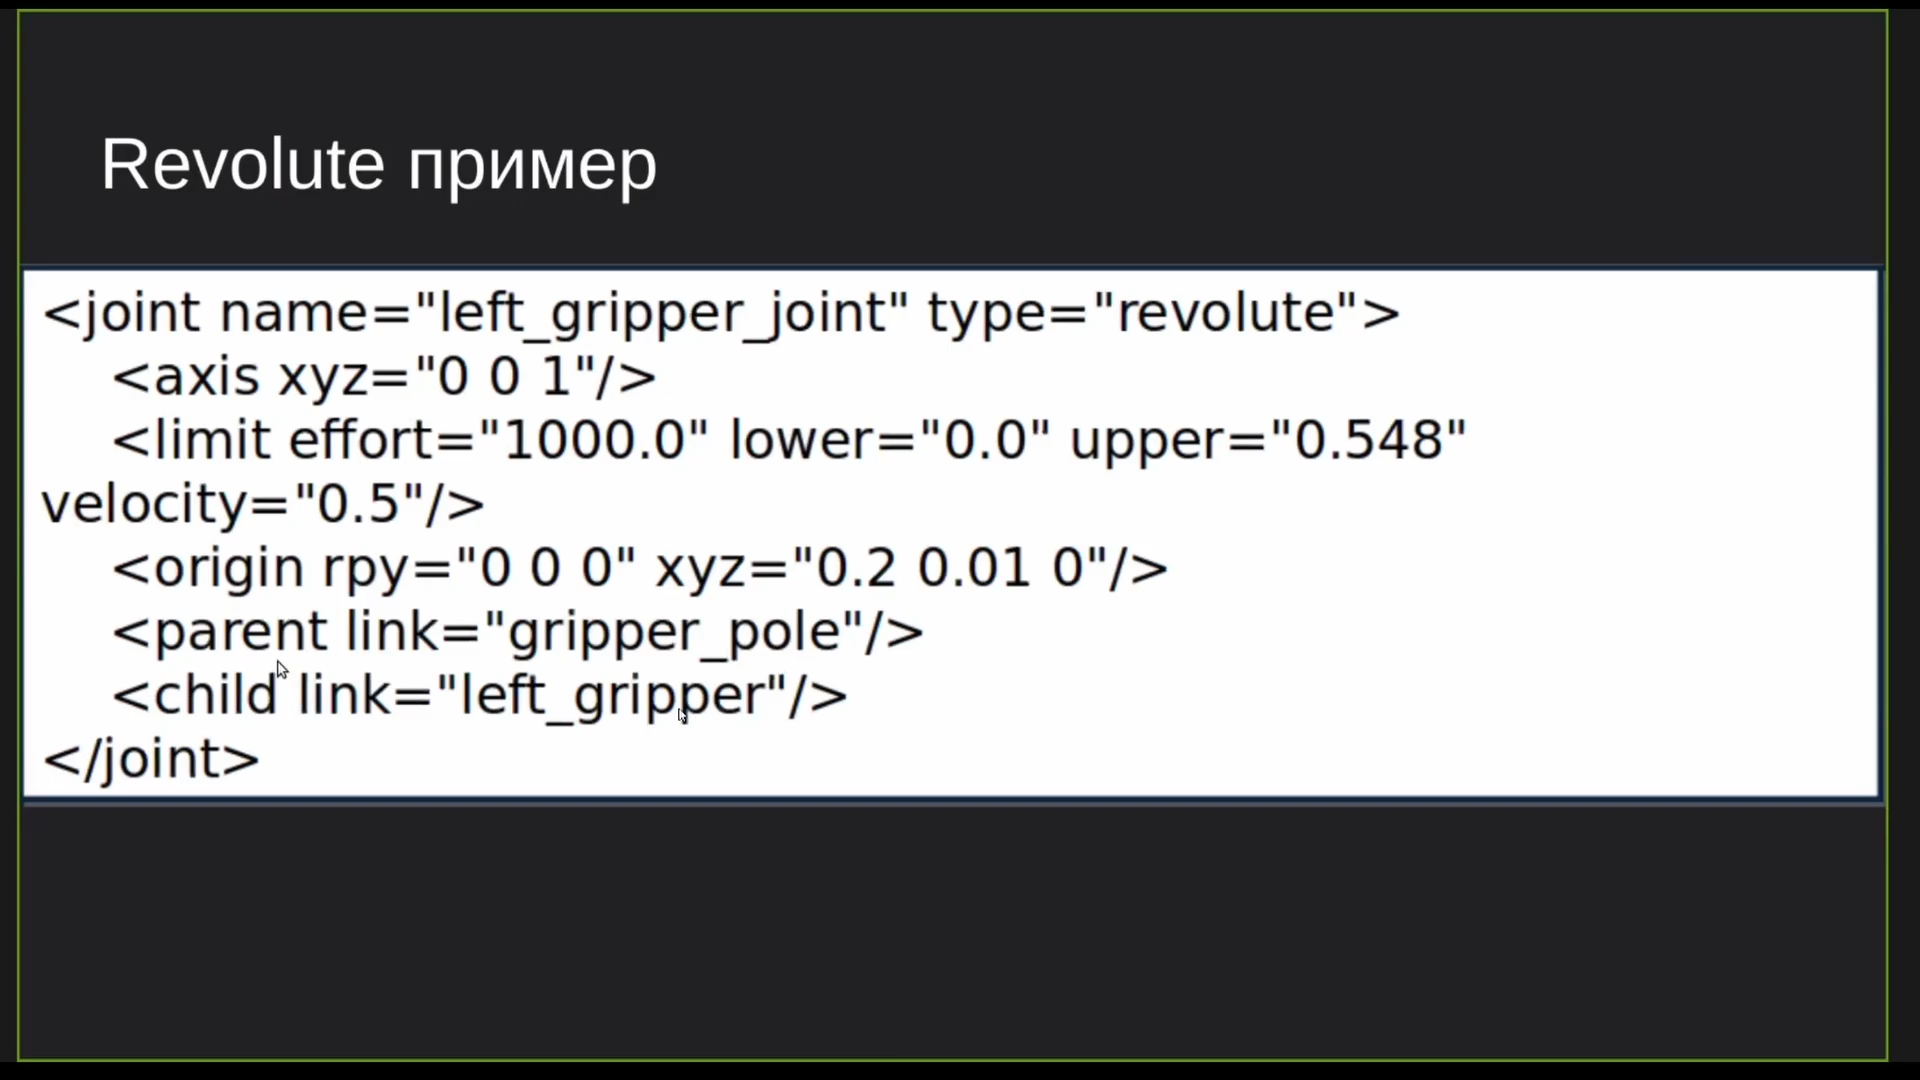 Revolute пример
<joint name="left_gripper_joint" type="revolute">
<axis xyz="0 0 1"/>
<limit effort="1000.0" lower="0.0" upper="0.548"
velocity="0.5"/>
<origin rpy="0 0 0" xyz="0.2 0.01 0"/>
<parent link="gripper_pole"/>
<child link="left_gripper"/>
</joint>